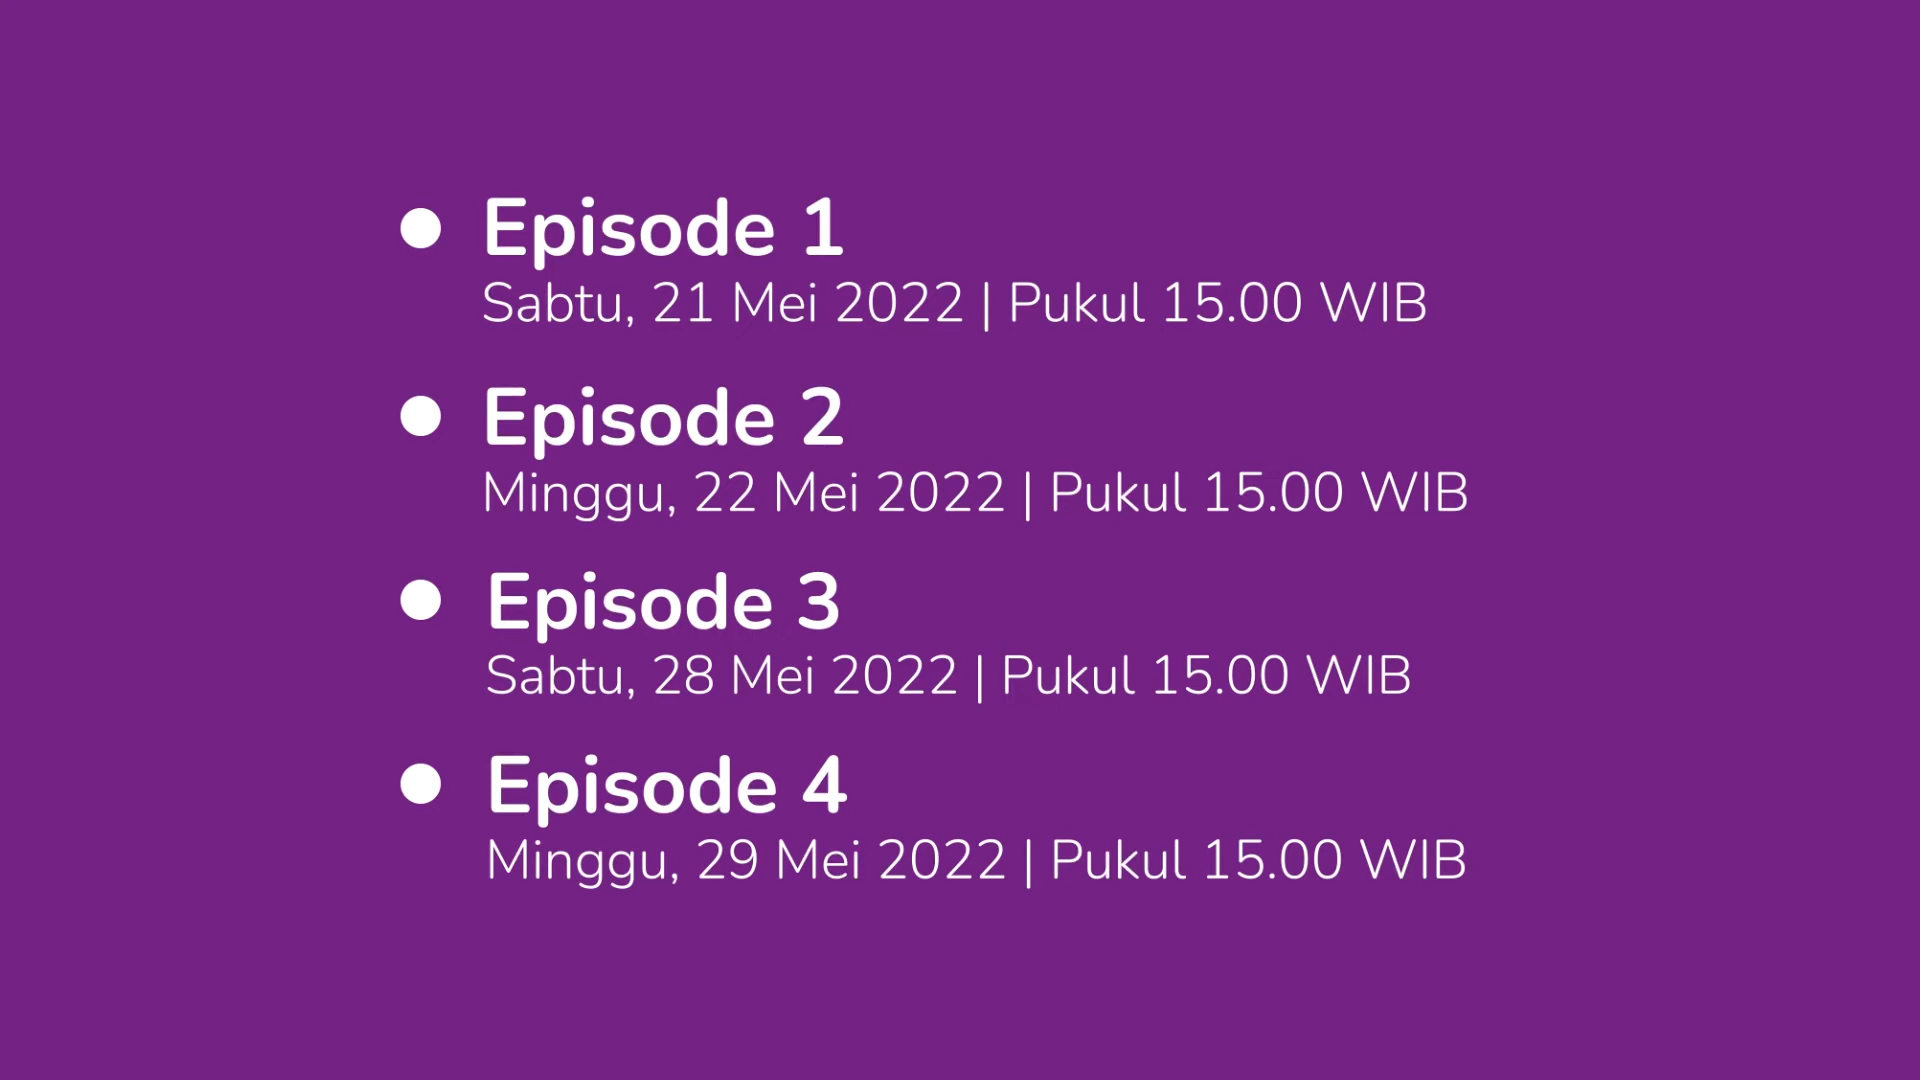 Episode 1
Sabtu, 21 Mei 2022 | Pukul 15.00 WIB
Episode 2
Minggu, 22 Mei 2022 | Pukul 15.00 WIB
Episode 3
Sabtu, 28 Mei 2022 | Pukul 15.00 WIB
Episode 4
Minggu, 29 Mei 2022 | Pukul 15.00 WIB